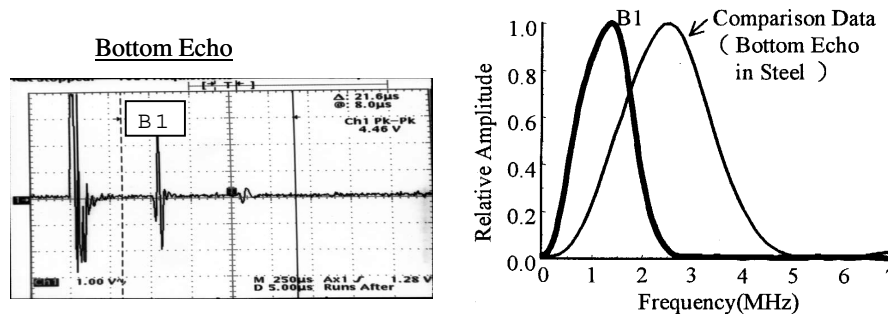 Bottom Echo
[ T ]
Δ: 21.6µs
@: 8.0µs
B1
Ch1 Pk-Pk
4.46 V
1.00 V
M 250µs Ax1 1.28 V
D 5.00µs Runs After
B1
Comparison Data
( Bottom Echo
in Steel )
1.0
0.8
0.6
0.4
0.2
0.0
Relative Amplitude
0 1 2 3 4 5 6 7
Frequency(MHz)